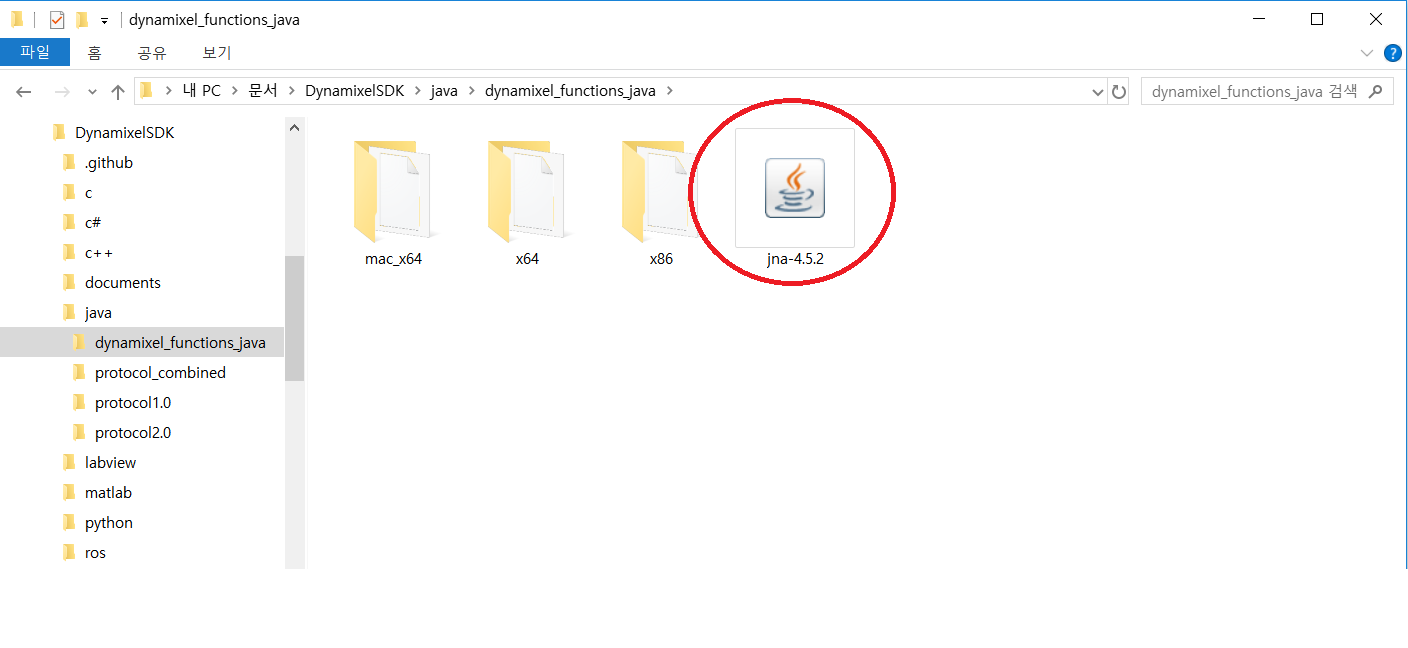 dynamixel_functions_java
파일 홈 공유 보기
내 PC 문서 DynamixelSDK java dynamixel_functions_java
dynamixel_functions_java 검색
DynamixelSDK
.github
c
c#
c++
documents
java
dynamixel_functions_java
protocol_combined
protocol1.0
protocol2.0
labview
matlab
python
ros
mac_x64
x64
x86
jna-4.5.2